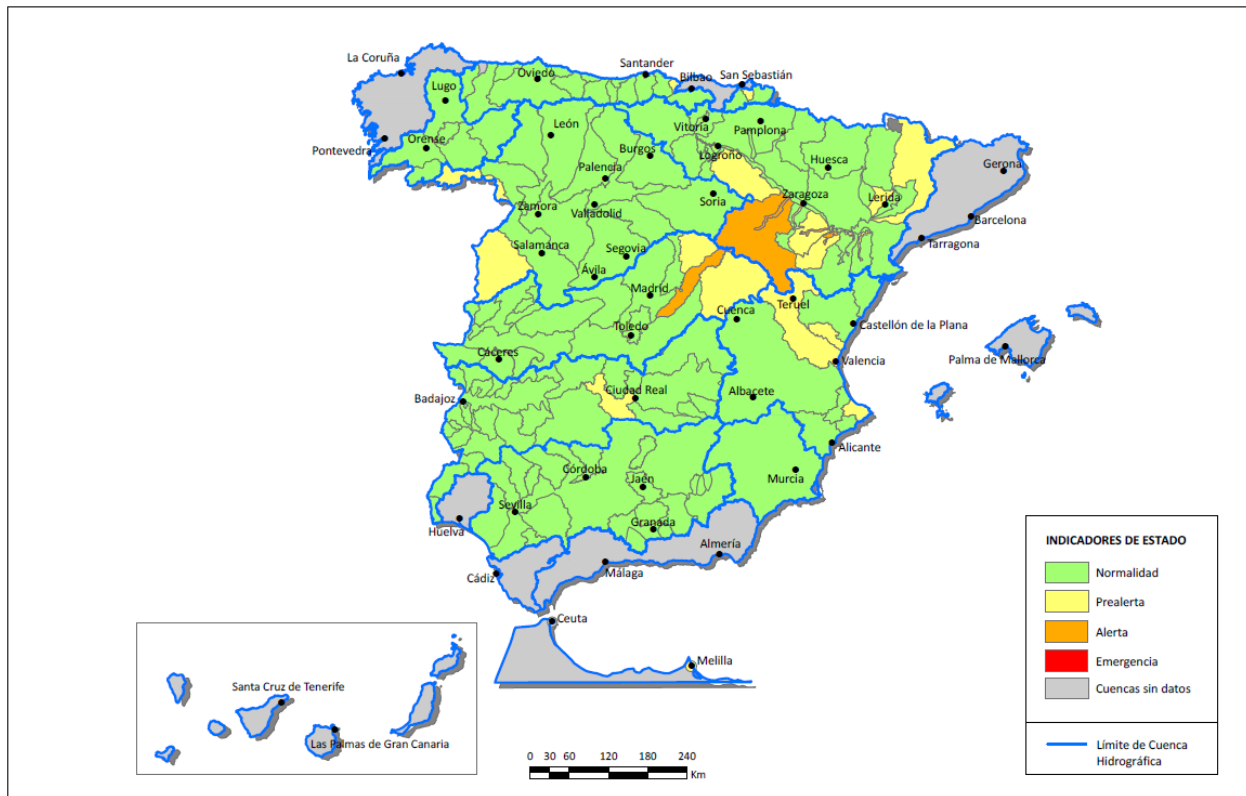 La Coruña
Lugo
Oviedo
Santander
Bilbao
San Sebastián
Pontevedra
Orense
León
Vitoria
Pamplona
Burgos
Logroño
Palencia
Huesca
Gerona
Zamora
Valladolid
Soria
Zaragoza
Lerida
Barcelona
Tarragona
Salamanca
Segovia
Ávila
Madrid
Teruel
Cuenca
Toledo
Castellón de la Plana
Cáceres
Valencia
Palma de Mallorca
Badajoz
Ciudad Real
Albacete
Alicante
Córdoba
Jaén
Murcia
Sevilla
Granada
Huelva
Almería
Cádiz
Málaga
Ceuta
Melilla
Santa Cruz de Tenerife
Las Palmas de Gran Canaria
0 30 60 120 180 240
Km
INDICADORES DE ESTADO
Normalidad
Prealerta
Alerta
Emergencia
Cuencas sin datos
Límite de Cuenca
Hidrográfica